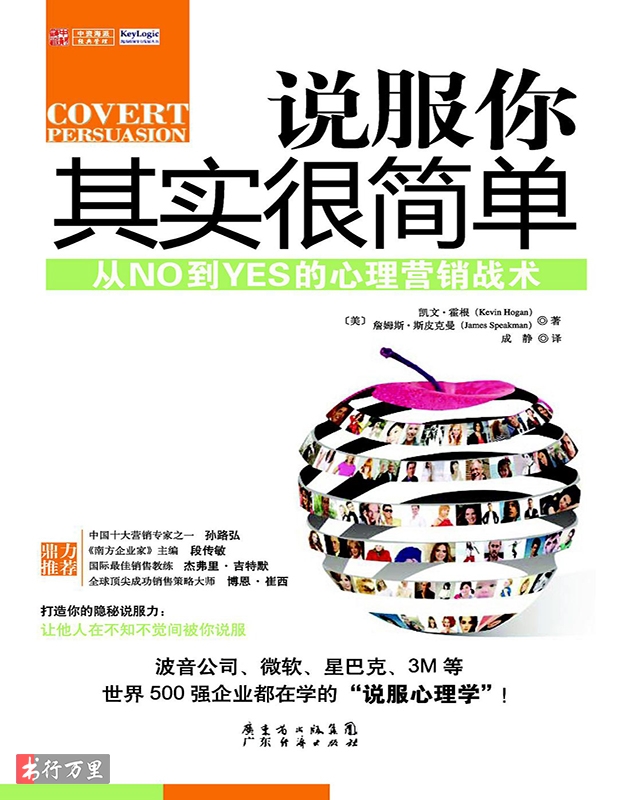 中资海派
经典管理
KeyLogic
COVERT
PERSUASION
说服你
其实很简单
从NO到YES的心理营销战术
〔美〕
凯文·霍根（Kevin Hogan）
詹姆斯·斯皮克曼（James Speakman）
◎著
成 静 ◎译
鼎力
推荐
中国十大营销专家之一 孙路弘
《南方企业家》主编 段传敏
国际最佳销售教练 杰弗里·吉特默
全球顶尖成功销售策略大师 博恩·崔西
打造你的隐秘说服力：
让他人在不知不觉间被你说服
波音公司、微软、星巴克、3M 等
世界 500 强企业都在学的“说服心理学”！
广东省出版集团
广东经济出版社
书行万里